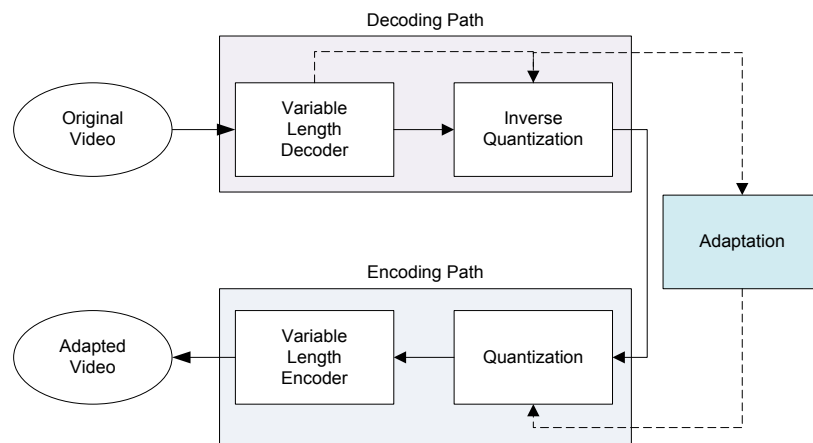 Decoding Path
Original
Video
Variable
Length
Decoder
Inverse
Quantization
Adaptation
Encoding Path
Adapted
Video
Variable
Length
Encoder
Quantization